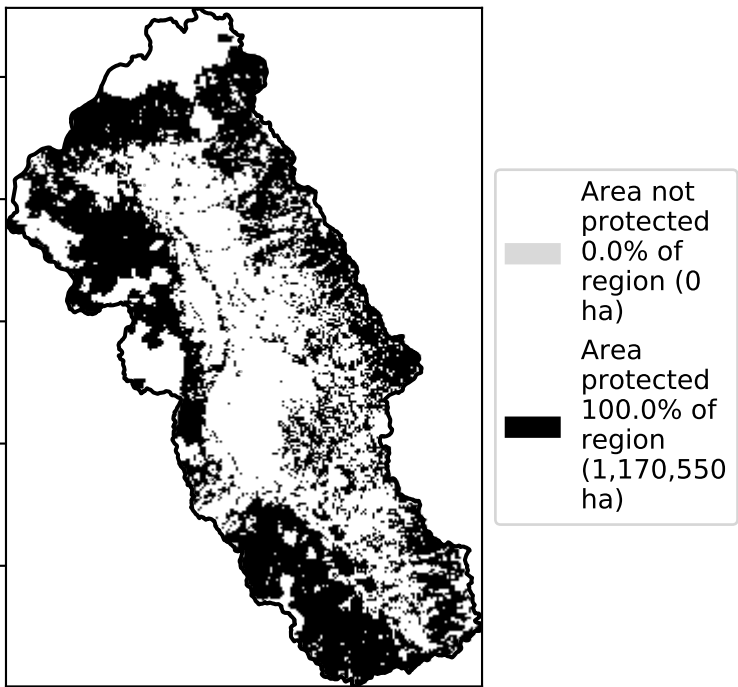 Area not
protected
0.0% of
region (0
ha)
Area
protected
100.0% of
region
(1,170,550
ha)